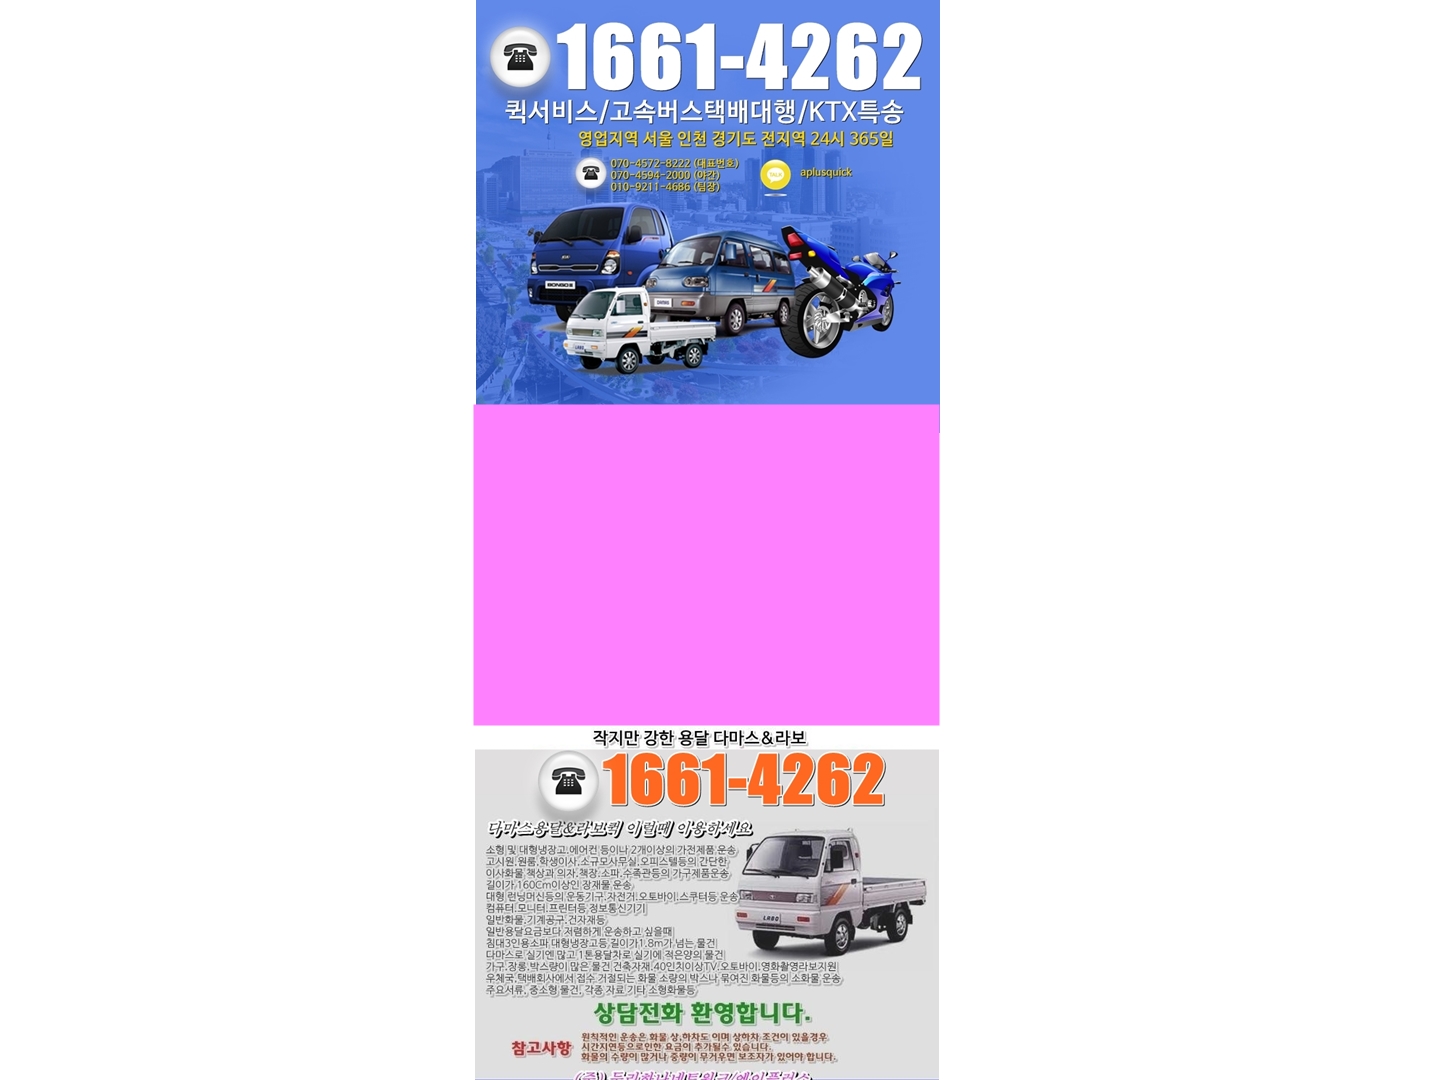 1661-4262
퀵서비스/고속버스택배대행/KTX특송
영업지역 서울 인천 경기도 전지역 24시 365일
070-4572-8222 (대표번호)
070-4594-2000 (야간)
010-9211-4686 (팀장)
TALK
aplusquick
BONGO III
LABO
작지만 강한 용달 다마스&라보
1661-4262
다마스용달&라보퀵 이럴때 이용하세요
소형 및 대형냉장고.에어컨 등이나 2개이상의 가전제품 운송
고시원.원룸.학생이사.소규모사무실.오피스텔등의 간단한
이사화물 책상과 의자.책장.소파.수족관등의 가구제품운송
길이가 160Cm이상인 장재물 운송
대형 런닝머신등의 운동기구.자전거.오토바이.스쿠터등 운송
컴퓨터.모니터.프린터등 정보통신기기
일반화물.기계공구.건자재등
일반용달요금보다 저렴하게 운송하고 싶을때
침대3인용소파 대형냉장고등 길이가1.8m가 넘는 물건
다마스로 실기엔 많고 1톤용달차로 실기에 적은양의 물건
가구.장롱.박스량이 많은 물건 건축자재.40인치이상TV.오토바이.영화촬영라보지원
우체국.택배회사에서 접수 거절되는 화물 소량의 박스나 묶여진 화물등의 소화물 운송
주요서류, 중소형 물건, 각종 자료 기타 소형화물등
LABO
상담전화 환영합니다.
참고사항
원칙적인 운송은 화물 상,하차도 이며 상하차 조건이 있을경우
시간지연등으로인한 요금이 추가될수 있습니다.
화물의 수량이 많거나 중량이 무거우면 보조자가 있어야 합니다.